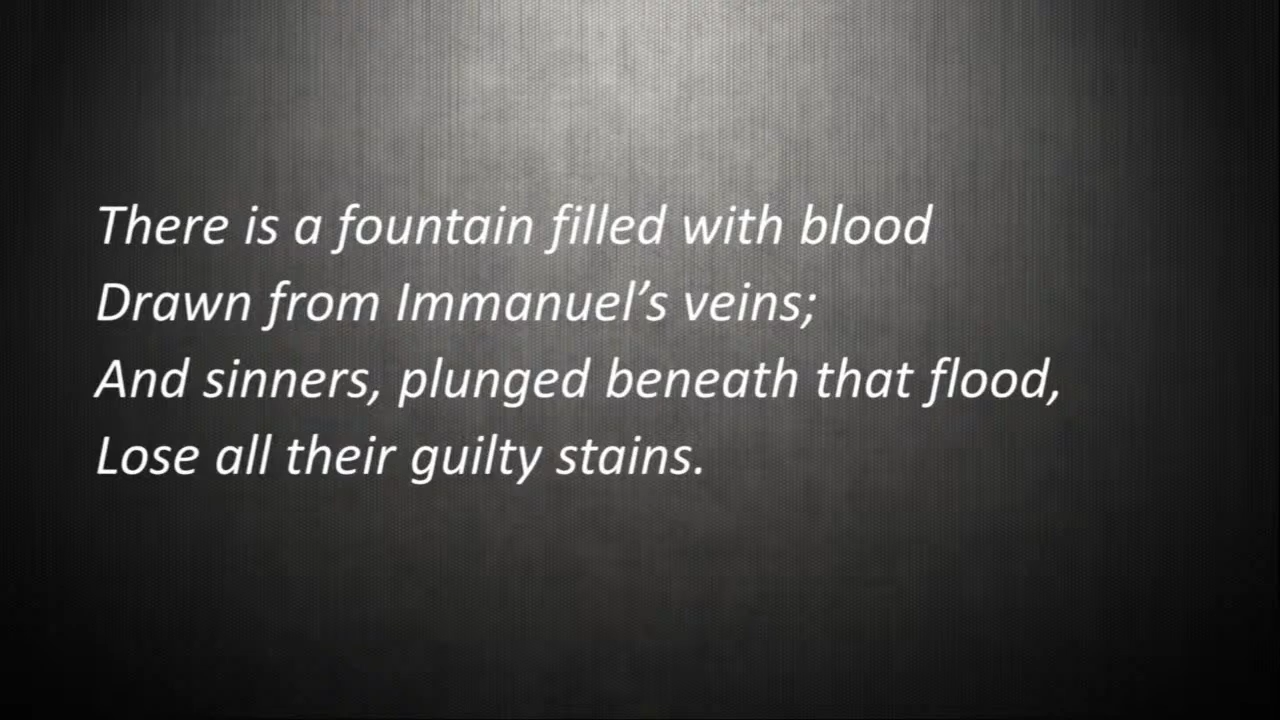 There is a fountain filled with blood
Drawn from Immanuel’s veins;
And sinners, plunged beneath that flood,
Lose all their guilty stains.